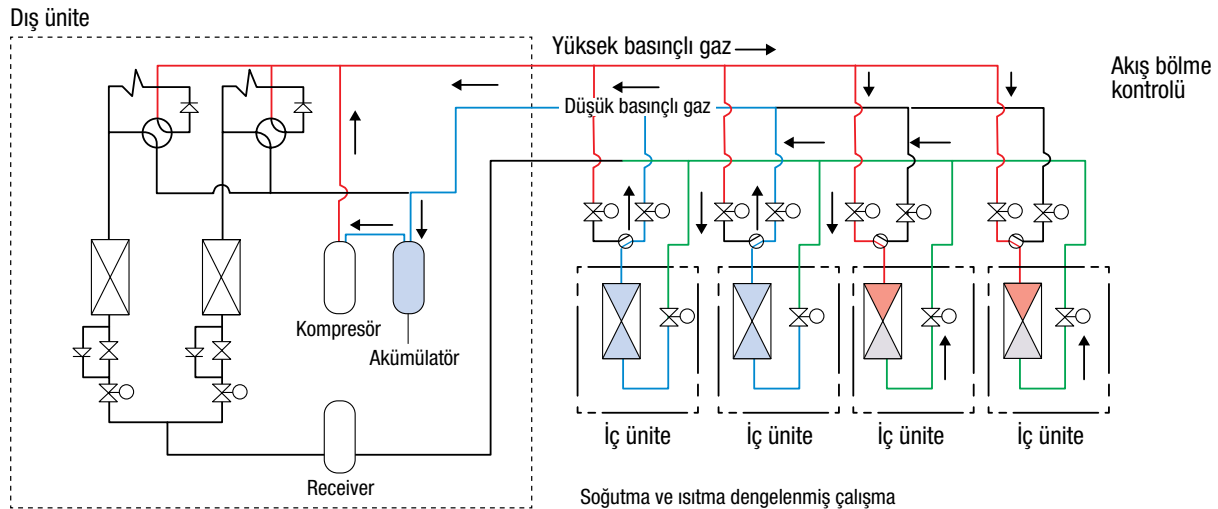 Dış ünite
Yüksek basınçlı gaz
Akış bölme
kontrolü
Düşük basınçlı gaz
Kompresör
Akümülatör
Receiver
İç ünite
İç ünite
İç ünite
İç ünite
Soğutma ve ısıtma dengelenmiş çalışma